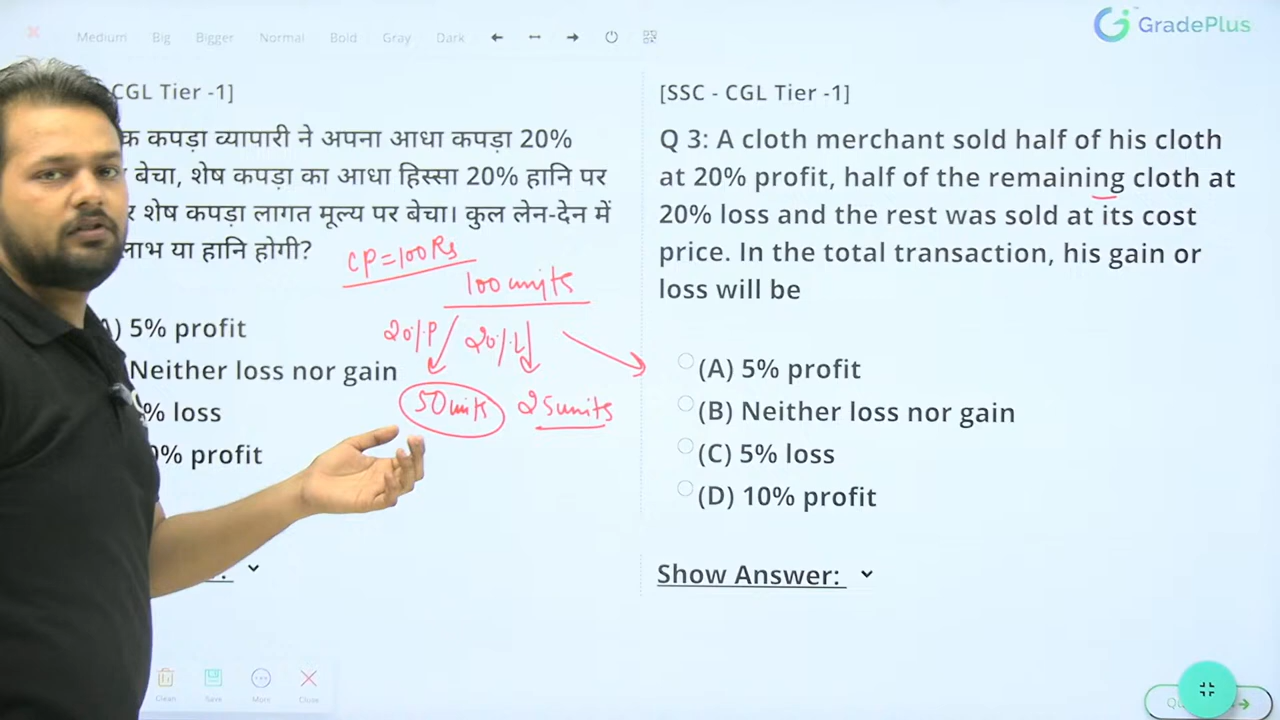 Medium Big Bigger Normal Bold Gray Dark
GradePlus
CGL Tier -1]
कपड़ा व्यापारी ने अपना आधा कपड़ा 20%
बेचा, शेष कपड़ा का आधा हिस्सा 20% हानि पर
शेष कपड़ा लागत मूल्य पर बेचा। कुल लेन-देन में
लाभ या हानि होगी?
CP=100Rs
100 units
20%P 20%L
50 units 25 units
5% profit
Neither loss nor gain
% loss
0% profit
[SSC - CGL Tier -1]
Q 3: A cloth merchant sold half of his cloth
at 20% profit, half of the remaining cloth at
20% loss and the rest was sold at its cost
price. In the total transaction, his gain or
loss will be
(A) 5% profit
(B) Neither loss nor gain
(C) 5% loss
(D) 10% profit
Show Answer:
Clean Save More Close